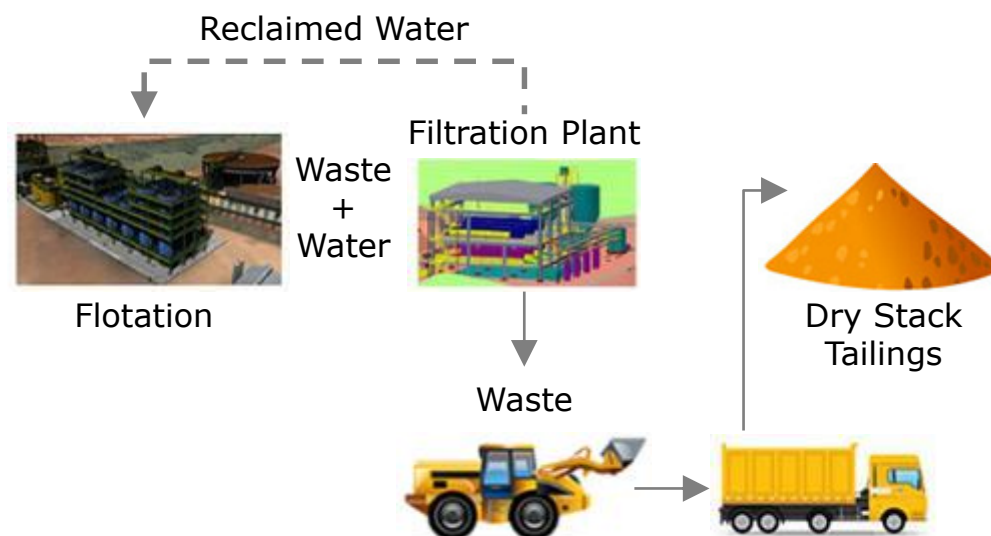 Reclaimed Water
Filtration Plant
Waste
+
Water
Flotation
Dry Stack
Tailings
Waste